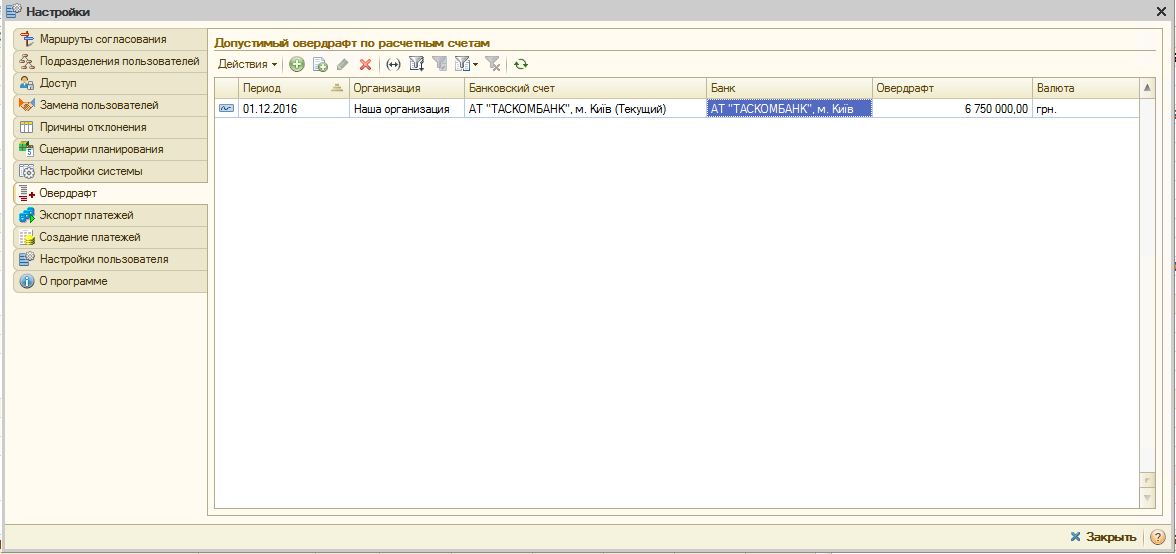 Настройки
Маршруты согласования
Подразделения пользователей
Доступ
Замена пользователей
Причины отклонения
Сценарии планирования
Настройки системы
Овердрафт
Экспорт платежей
Создание платежей
Настройки пользователя
О программе
Допустимый овердрафт по расчетным счетам
Действия
Период Организация Банковский счет Банк Овердрафт Валюта
01.12.2016 Наша организация АТ "ТАСКОМБАНК", м. Київ (Текущий) АТ "ТАСКОМБАНК", м. Київ 6 750 000,00 грн.
Закрыть ?